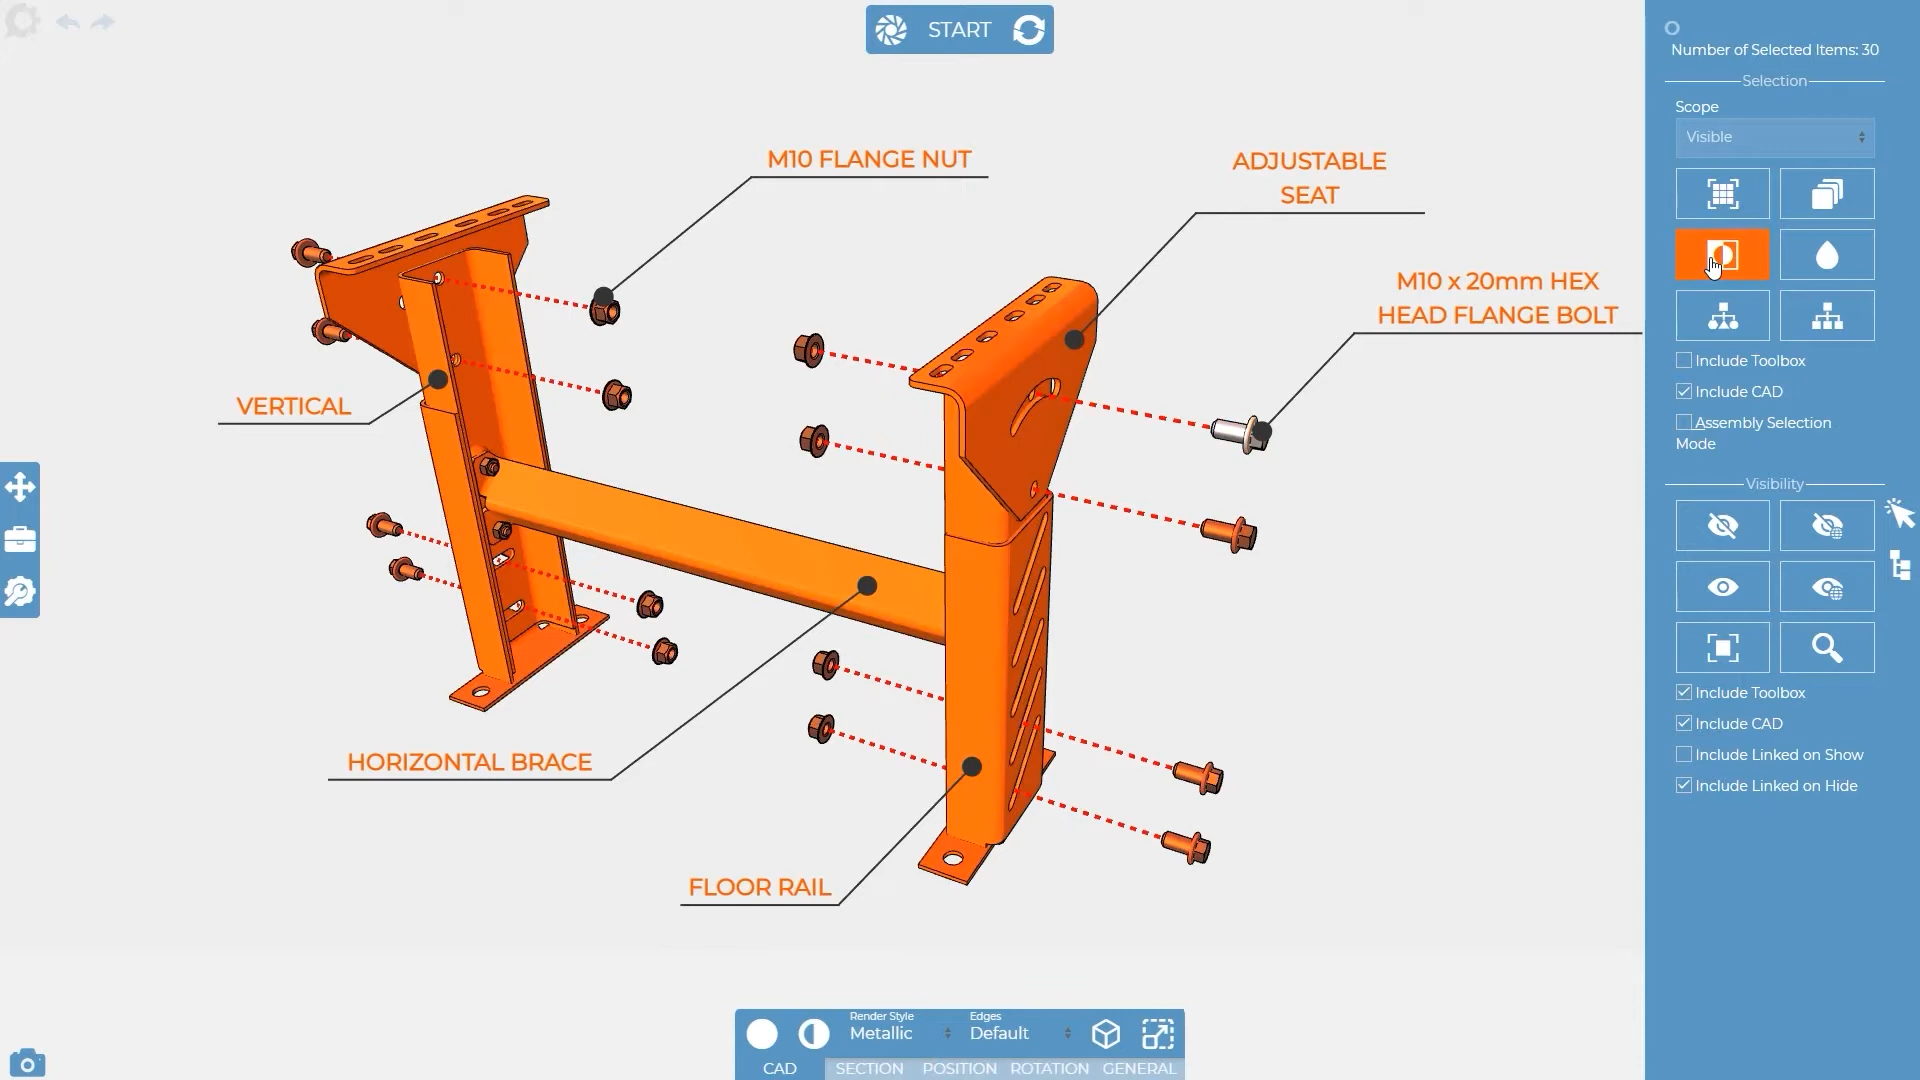 START
Number of Selected Items: 30
Selection
Scope
Visible
M10 FLANGE NUT
ADJUSTABLE
SEAT
M10 x 20mm HEX
HEAD FLANGE BOLT
VERTICAL
HORIZONTAL BRACE
FLOOR RAIL
Include Toolbox
Include CAD
Assembly Selection
Mode
Visibility
Include Toolbox
Include CAD
Include Linked on Show
Include Linked on Hide
Render Style
Metallic
Edges
Default
CAD
SECTION
POSITION
ROTATION
GENERAL